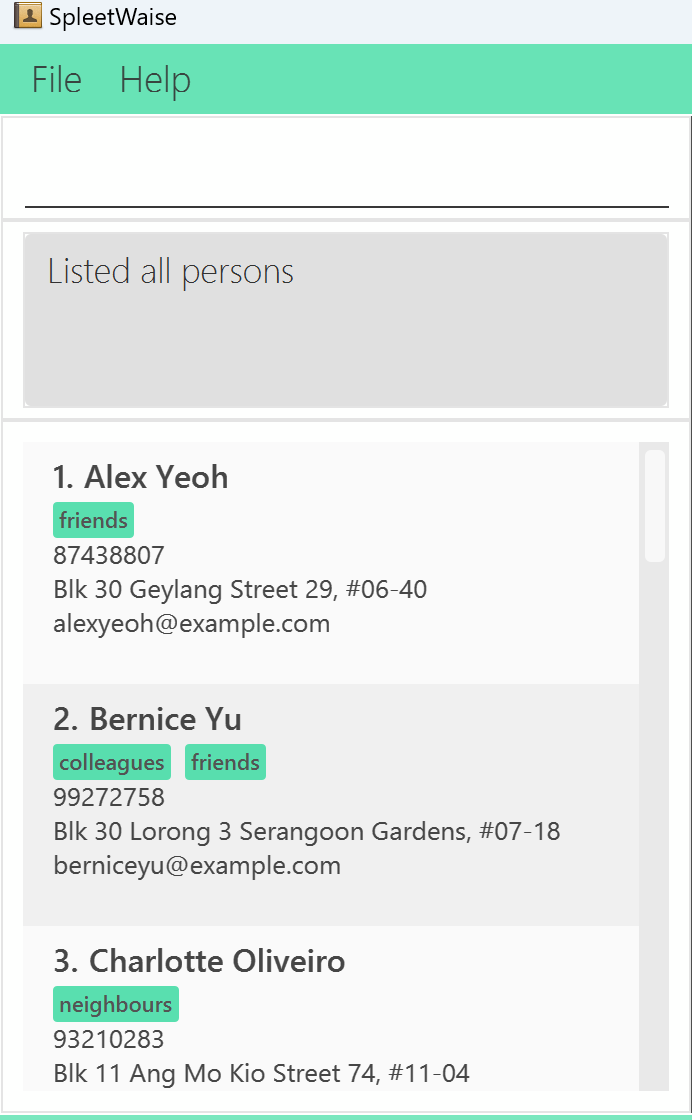 SpleetWaise
File Help
Listed all persons
1. Alex Yeoh
friends
87438807
Blk 30 Geylang Street 29, #06-40
alexyeoh@example.com
2. Bernice Yu
colleagues friends
99272758
Blk 30 Lorong 3 Serangoon Gardens, #07-18
berniceyu@example.com
3. Charlotte Oliveiro
neighbours
93210283
Blk 11 Ang Mo Kio Street 74, #11-04